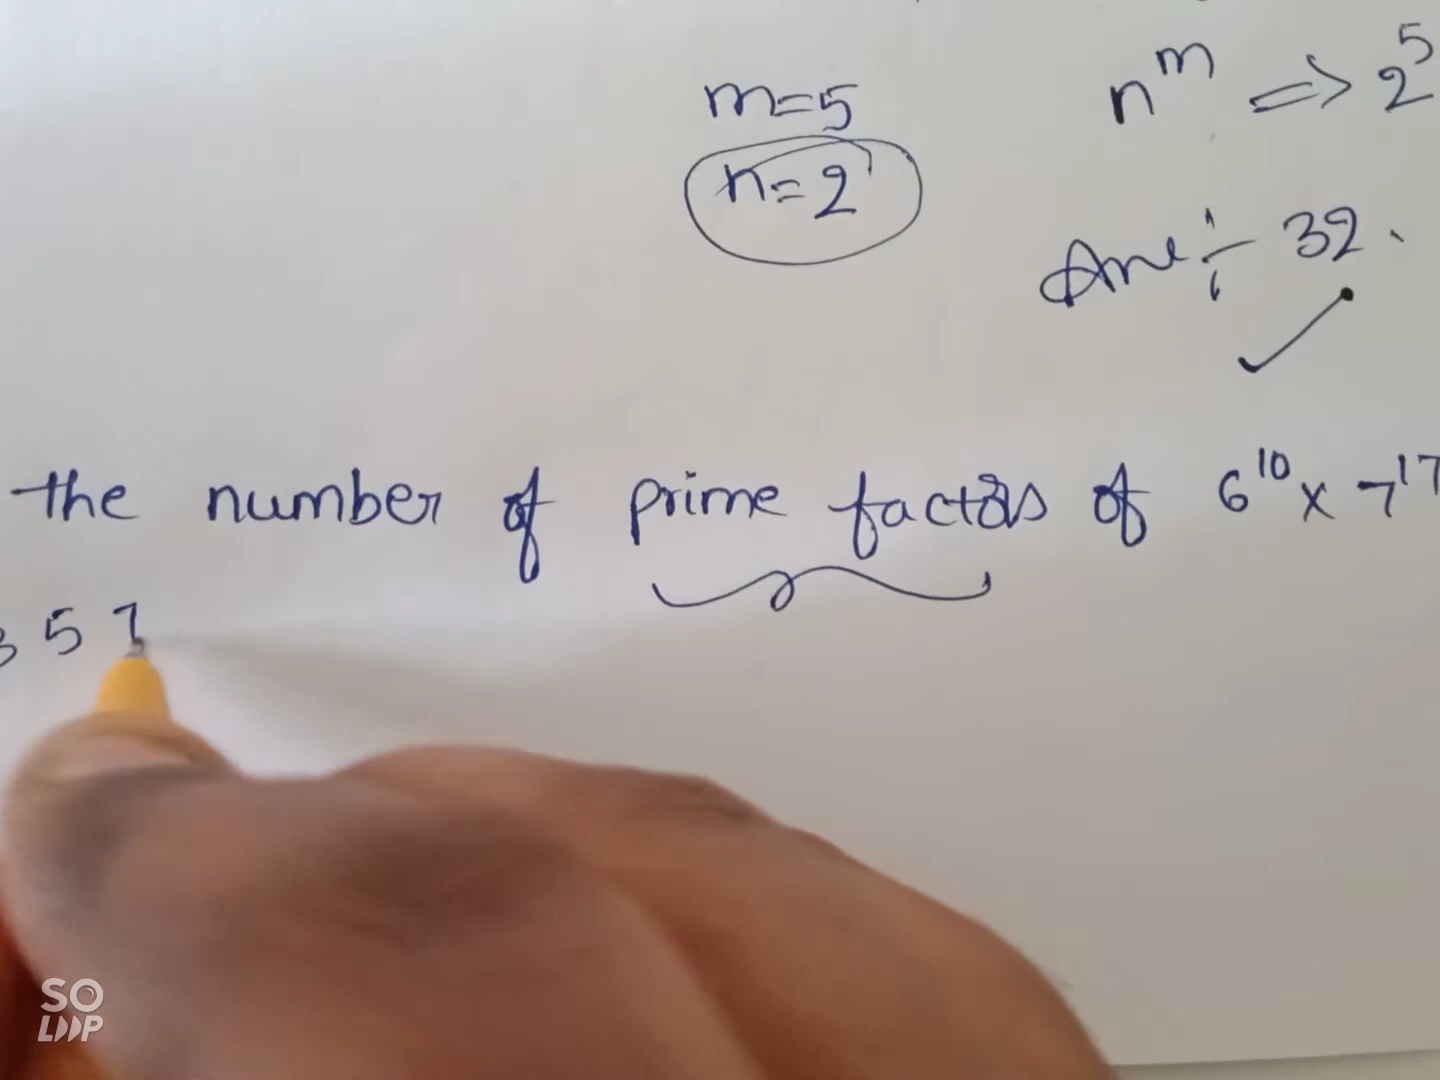 m=5
n=2
n^m => 2^5
Ans :- 32.
the number of prime factors of 6^10 x 7^17
3 5 7
SO
LOOP